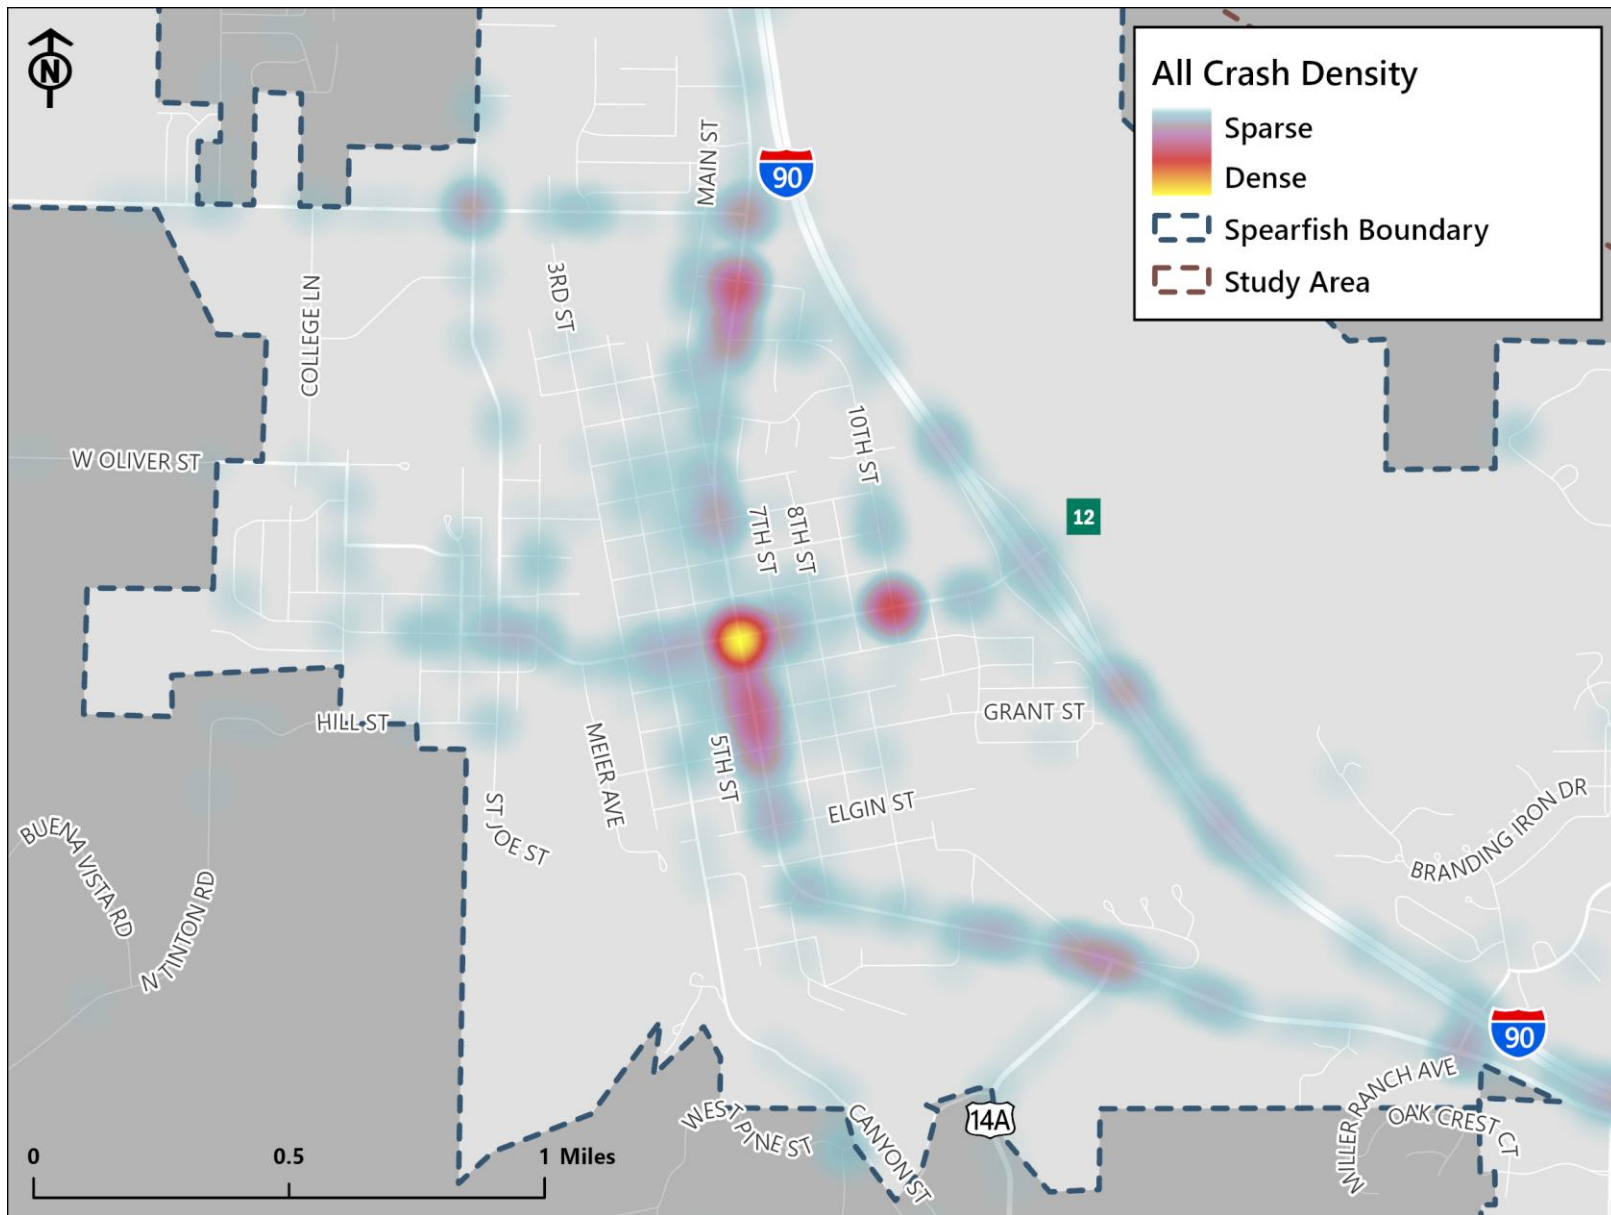 N
All Crash Density
Sparse
Dense
Spearfish Boundary
Study Area
MAIN ST
90
COLLEGE LN
3RD ST
10TH ST
W OLIVER ST
12
7TH ST
8TH ST
HILL ST
GRANT ST
MEIER AVE
5TH ST
ELGIN ST
ST JOE ST
BRANDING IRON DR
BUENA VISTA RD
N TINTON RD
90
MILLER RANCH AVE
OAK CREST CT
WEST PINE ST
CANYON ST
14A
0 0.5 1 Miles